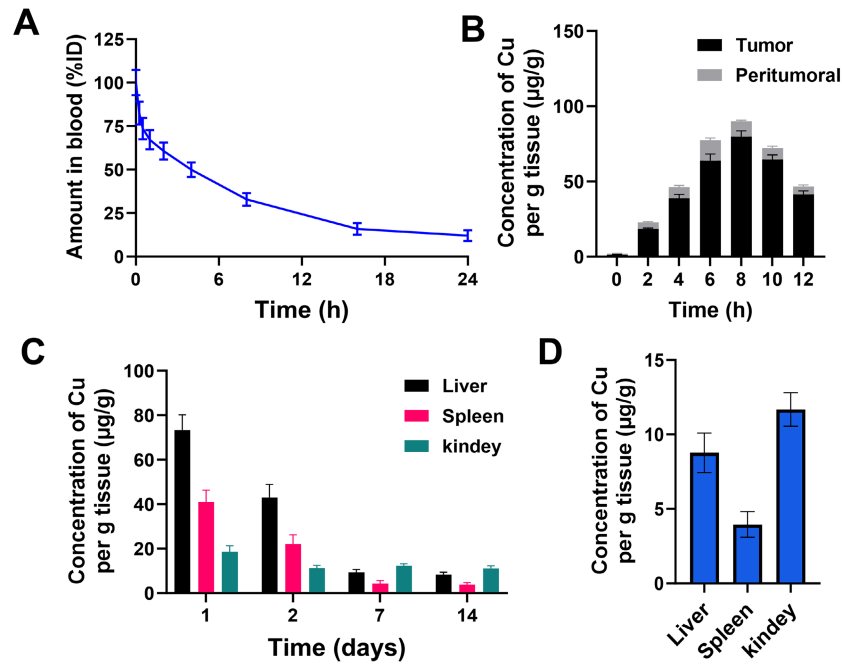 A
Amount in blood (%ID)
125
100
75
50
25
0
0 6 12 18 24
Time (h)
B
Concentration of Cu
per g tissue (μg/g)
150
100
50
0
Tumor
Peritumoral
0 2 4 6 8 10 12
Time (h)
C
Concentration of Cu
per g tissue (μg/g)
100
80
60
40
20
0
Liver
Spleen
kindey
1 2 7 14
Time (days)
D
Concentration of Cu
per g tissue (μg/g)
15
10
5
0
Liver
Spleen
kindey